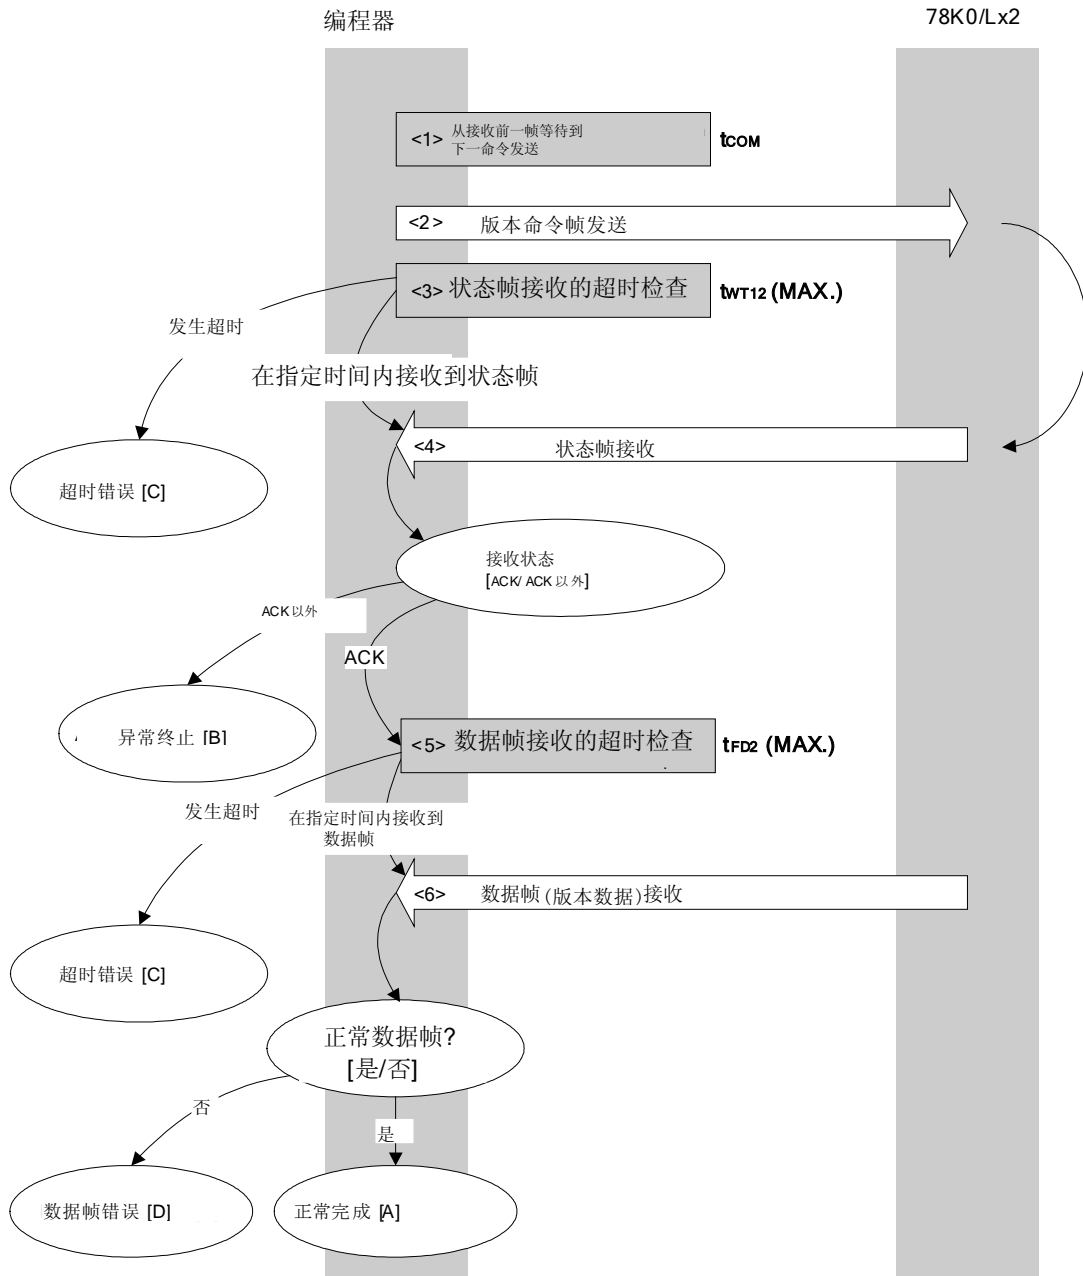 编程器
78K0/Lx2
<1> 从接收前一帧等待到
下一命令发送
tCOM
<2> 版本命令帧发送
<3> 状态帧接收的超时检查
tWT12 (MAX.)
发生超时
在指定时间内接收到状态帧
<4> 状态帧接收
超时错误 [C]
接收状态
[ACK/ ACK 以外]
ACK 以外
ACK
异常终止 [B]
<5> 数据帧接收的超时检查
tFD2 (MAX.)
发生超时
在指定时间内接收到
数据帧
<6> 数据帧 (版本数据)接收
超时错误 [C]
正常数据帧?
[是/否]
否
是
数据帧错误 [D]
正常完成 [A]